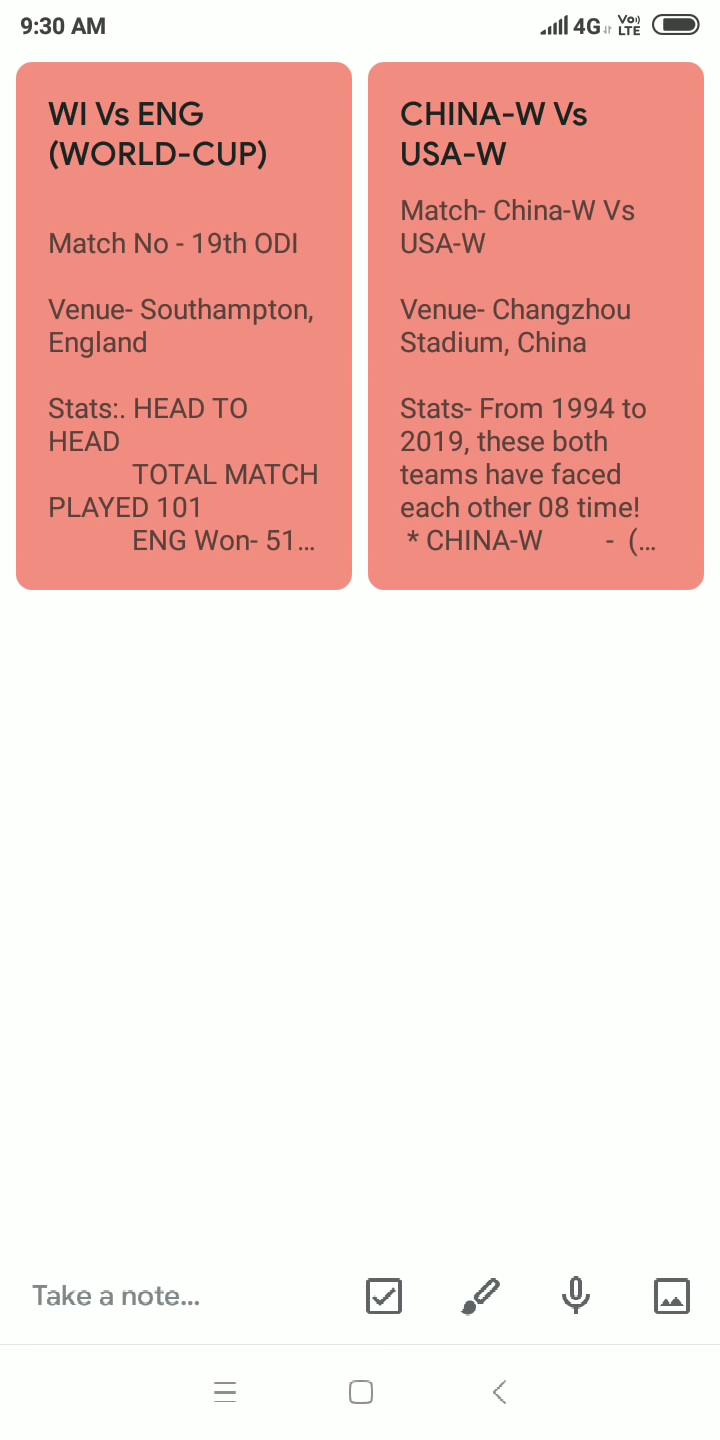 9:30 AM
4G
Vo))
LTE
WI Vs ENG
(WORLD-CUP)
Match No - 19th ODI
Venue- Southampton,
England
Stats:. HEAD TO
HEAD
TOTAL MATCH
PLAYED 101
ENG Won- 51...
CHINA-W Vs
USA-W
Match- China-W Vs
USA-W
Venue- Changzhou
Stadium, China
Stats- From 1994 to
2019, these both
teams have faced
each other 08 time!
* CHINA-W - (...
Take a note...